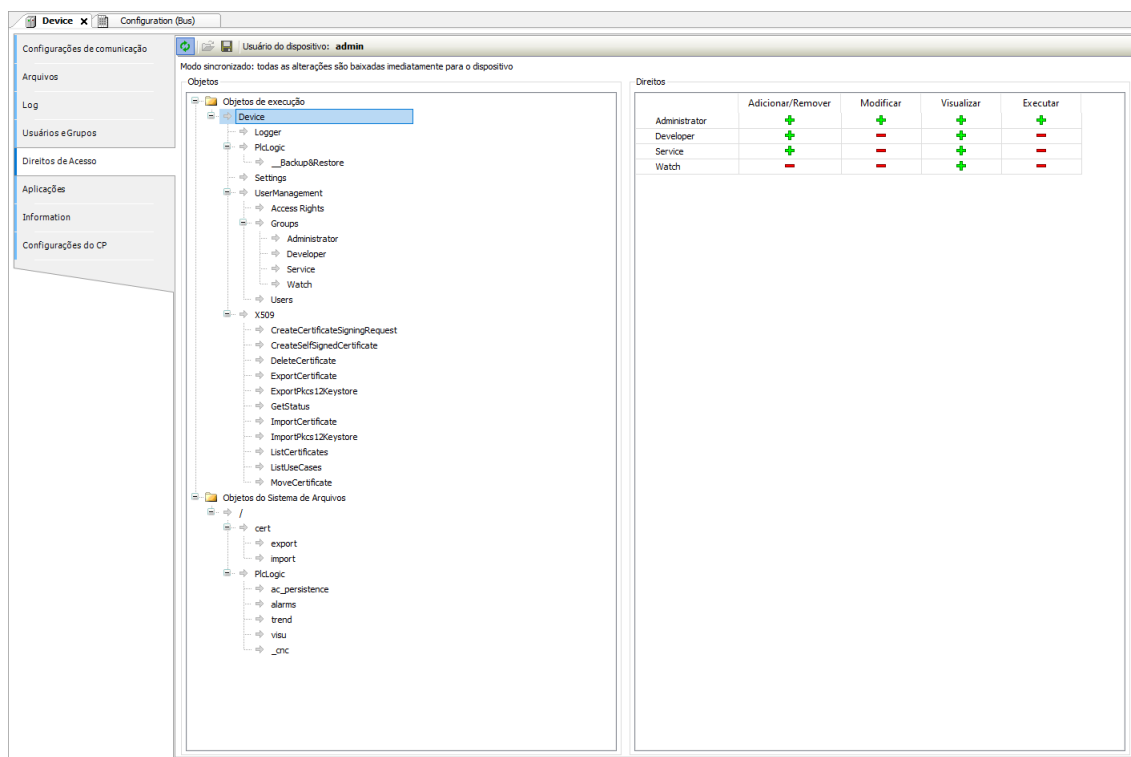 Device Configuration (Bus)
Configurações de comunicação
Arquivos
Log
Usuários e Grupos
Direitos de Acesso
Aplicações
Information
Configurações do CP
Usuário do dispositivo: admin
Modo sincronizado: todas as alterações são baixadas imediatamente para o dispositivo
Objetos
Objetos de execução
Device
Logger
PlcLogic
__Backup&Restore
Settings
UserManagement
Access Rights
Groups
Administrator
Developer
Service
Watch
Users
X509
CreateCertificateSigningRequest
CreateSelfSignedCertificate
DeleteCertificate
ExportCertificate
ExportPkcs12Keystore
GetStatus
ImportCertificate
ImportPkcs12Keystore
ListCertificates
ListUseCases
MoveCertificate
Objetos do Sistema de Arquivos
/
cert
export
import
PlcLogic
ac_persistence
alarms
trend
visu
_cnc
Direitos
Adicionar/Remover Modificar Visualizar Executar
Administrator
Developer
Service
Watch